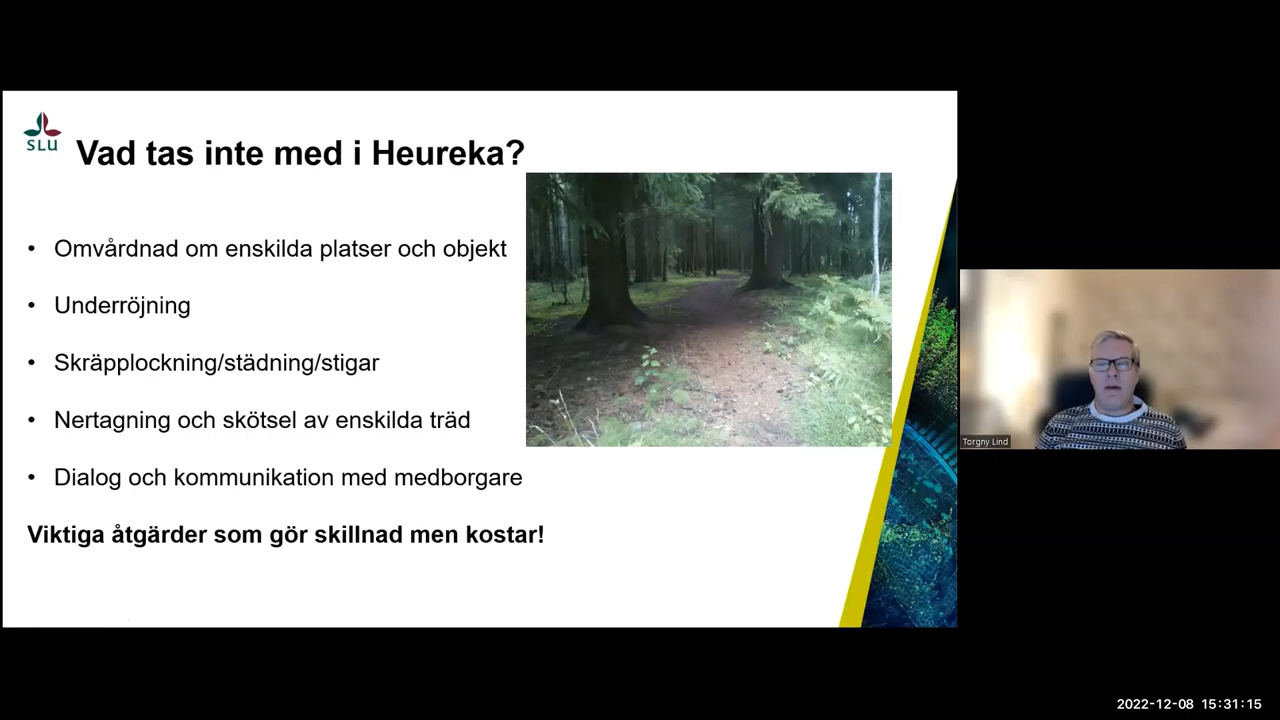 SLU
Vad tas inte med i Heureka?
• Omvårdnad om enskilda platser och objekt
• Underröjning
• Skräpplockning/städning/stigar
• Nertagning och skötsel av enskilda träd
• Dialog och kommunikation med medborgare
Viktiga åtgärder som gör skillnad men kostar!
Torgny Lind
2022-12-08 15:31:15